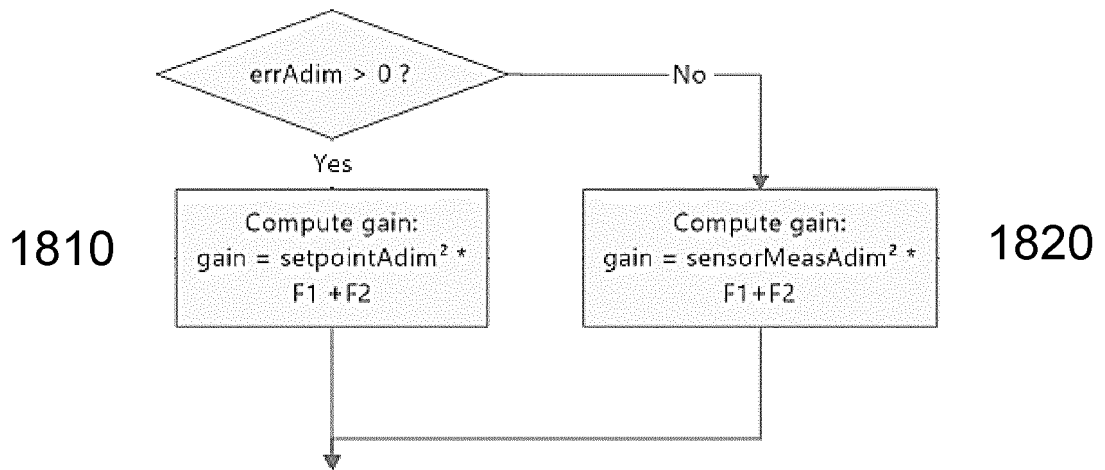 errAdim > 0 ?
No
Yes
1810
Compute gain:
gain = setpointAdim² *
F1 +F2
Compute gain:
gain = sensorMeasAdim² *
F1+F2
1820